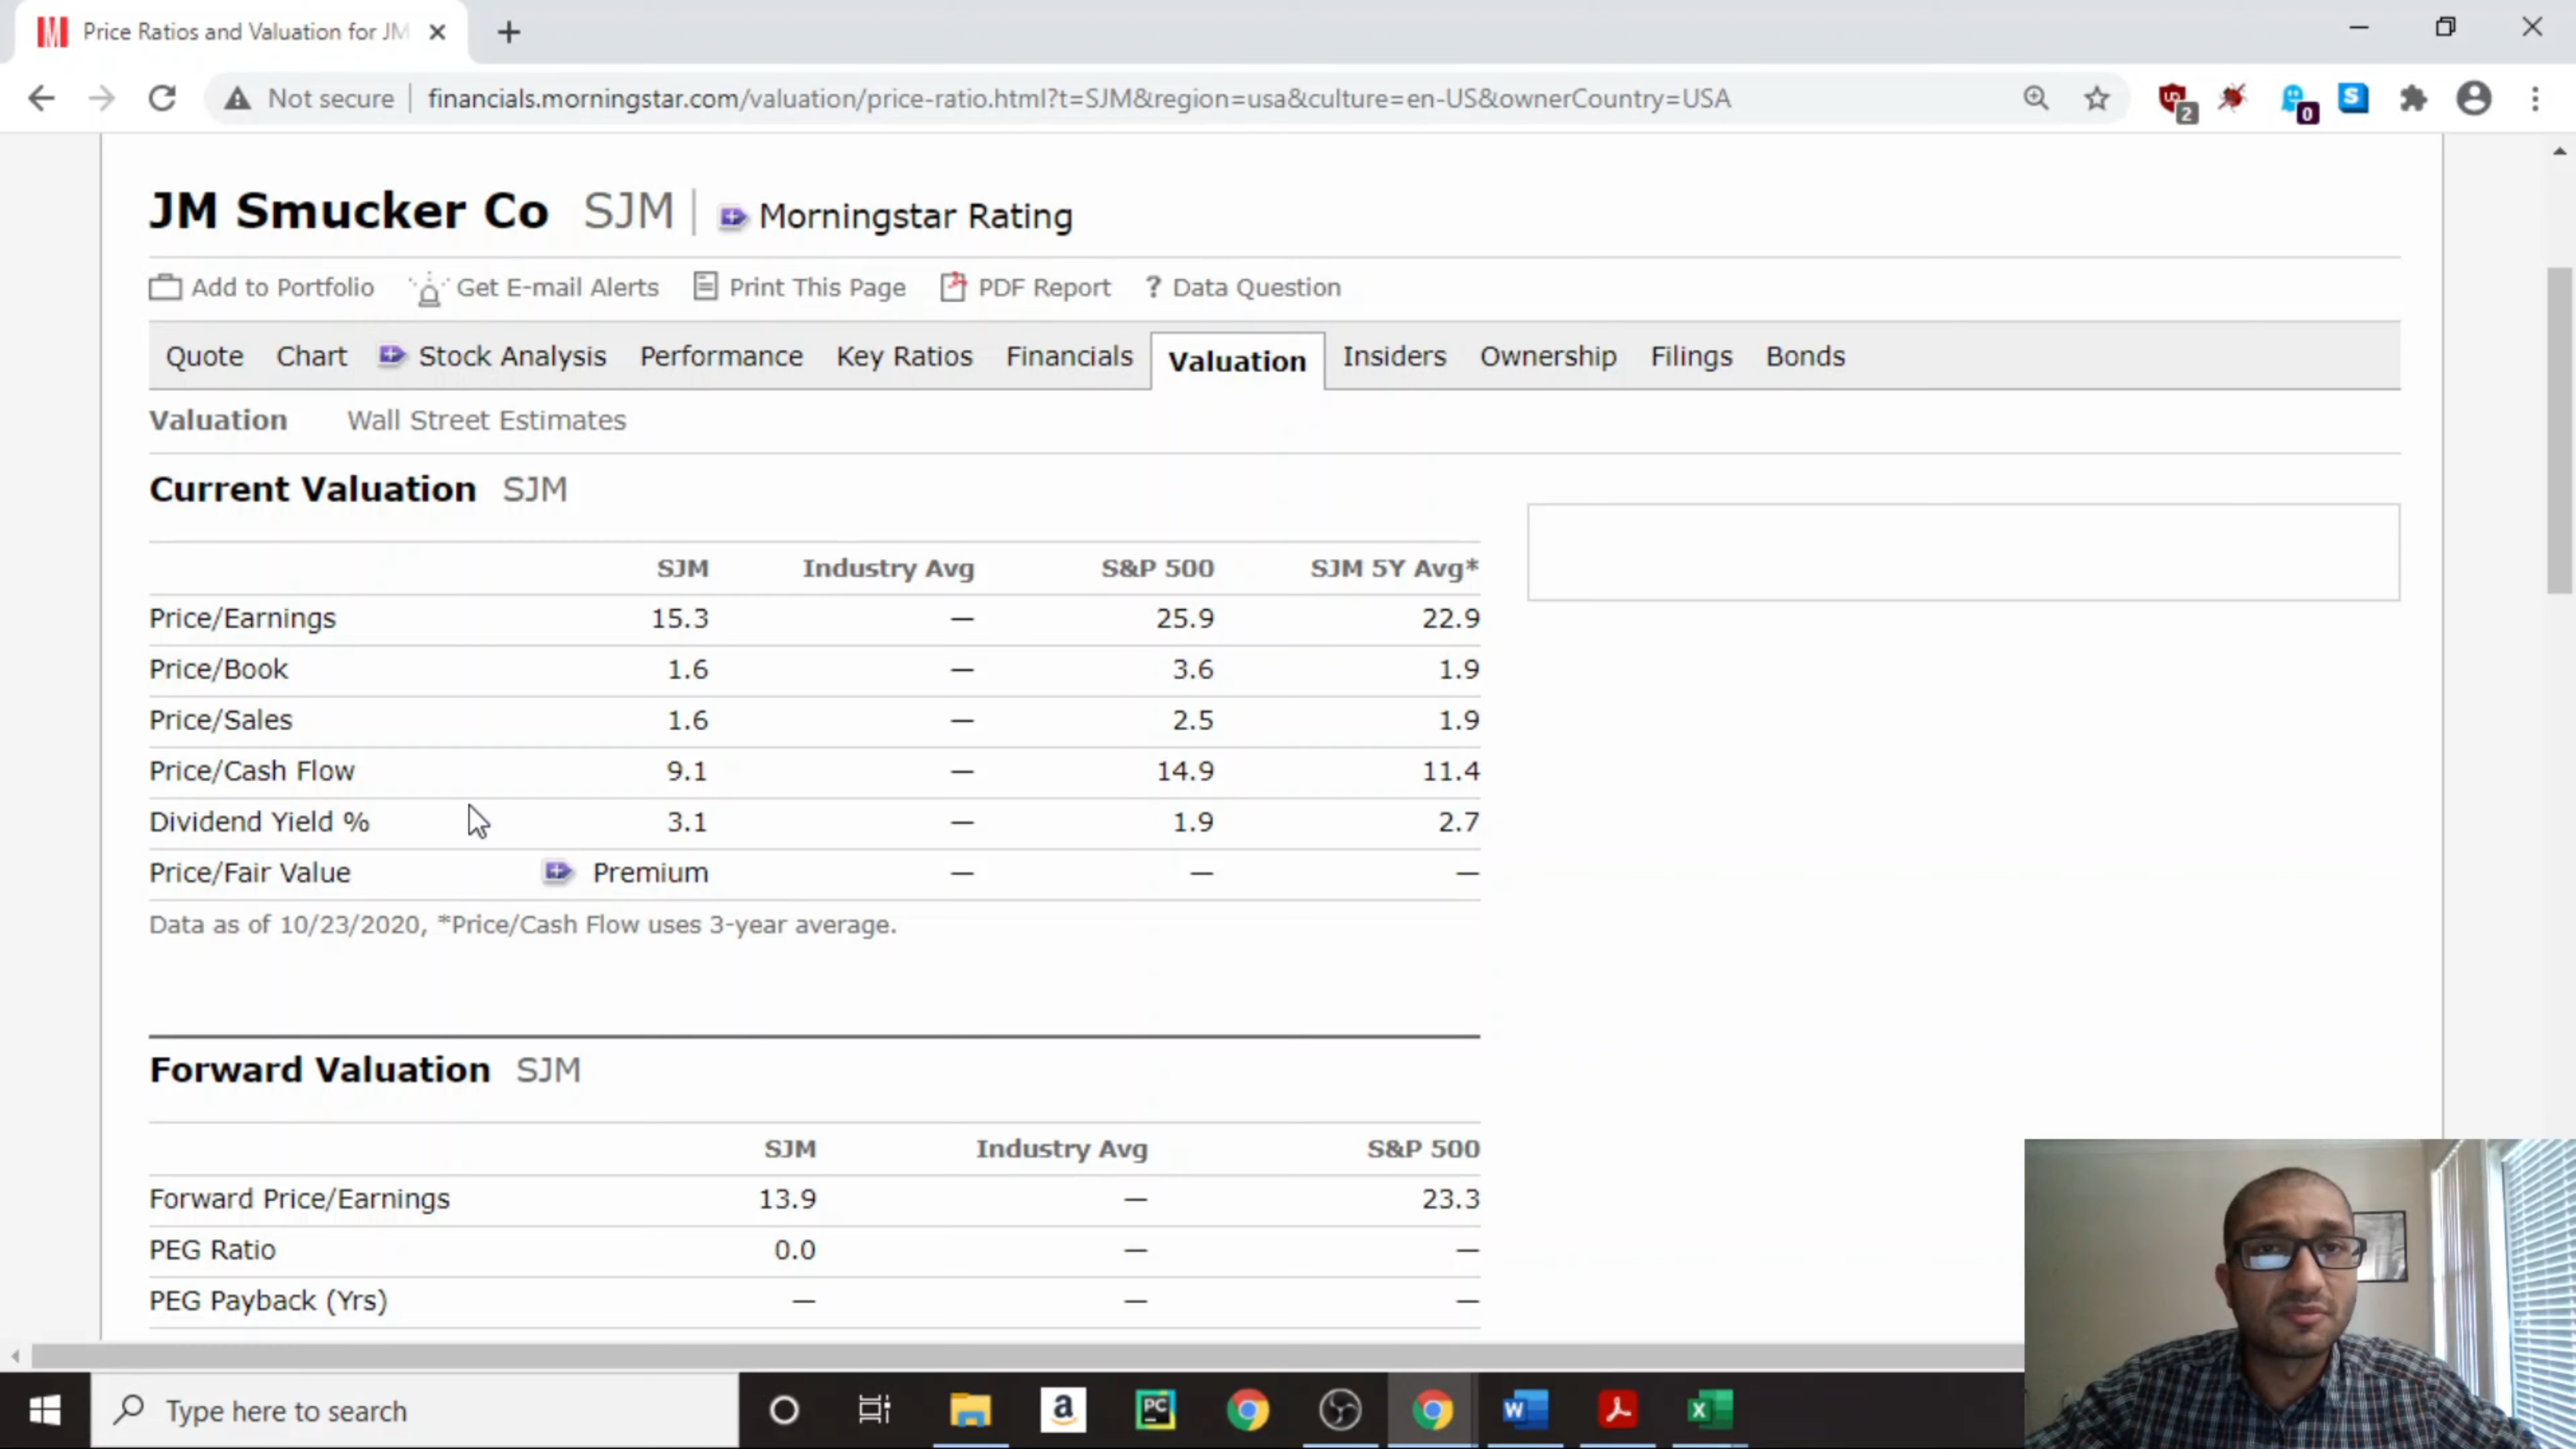 Price Ratios and Valuation for JM
Not secure | financials.morningstar.com/valuation/price-ratio.html?t=SJM&region=usa&culture=en-US&ownerCountry=USA
2
0
S
JM Smucker Co SJM | Morningstar Rating
Add to Portfolio Get E-mail Alerts Print This Page PDF Report ? Data Question
Quote Chart Stock Analysis Performance Key Ratios Financials Valuation Insiders Ownership Filings Bonds
Valuation Wall Street Estimates
Current Valuation SJM
SJM Industry Avg S&P 500 SJM 5Y Avg*
Price/Earnings 15.3 — 25.9 22.9
Price/Book 1.6 — 3.6 1.9
Price/Sales 1.6 — 2.5 1.9
Price/Cash Flow 9.1 — 14.9 11.4
Dividend Yield % 3.1 — 1.9 2.7
Price/Fair Value Premium — — —
Data as of 10/23/2020, *Price/Cash Flow uses 3-year average.
Forward Valuation SJM
SJM Industry Avg S&P 500
Forward Price/Earnings 13.9 — 23.3
PEG Ratio 0.0 — —
PEG Payback (Yrs) — — —
Type here to search
a
PC
W
X